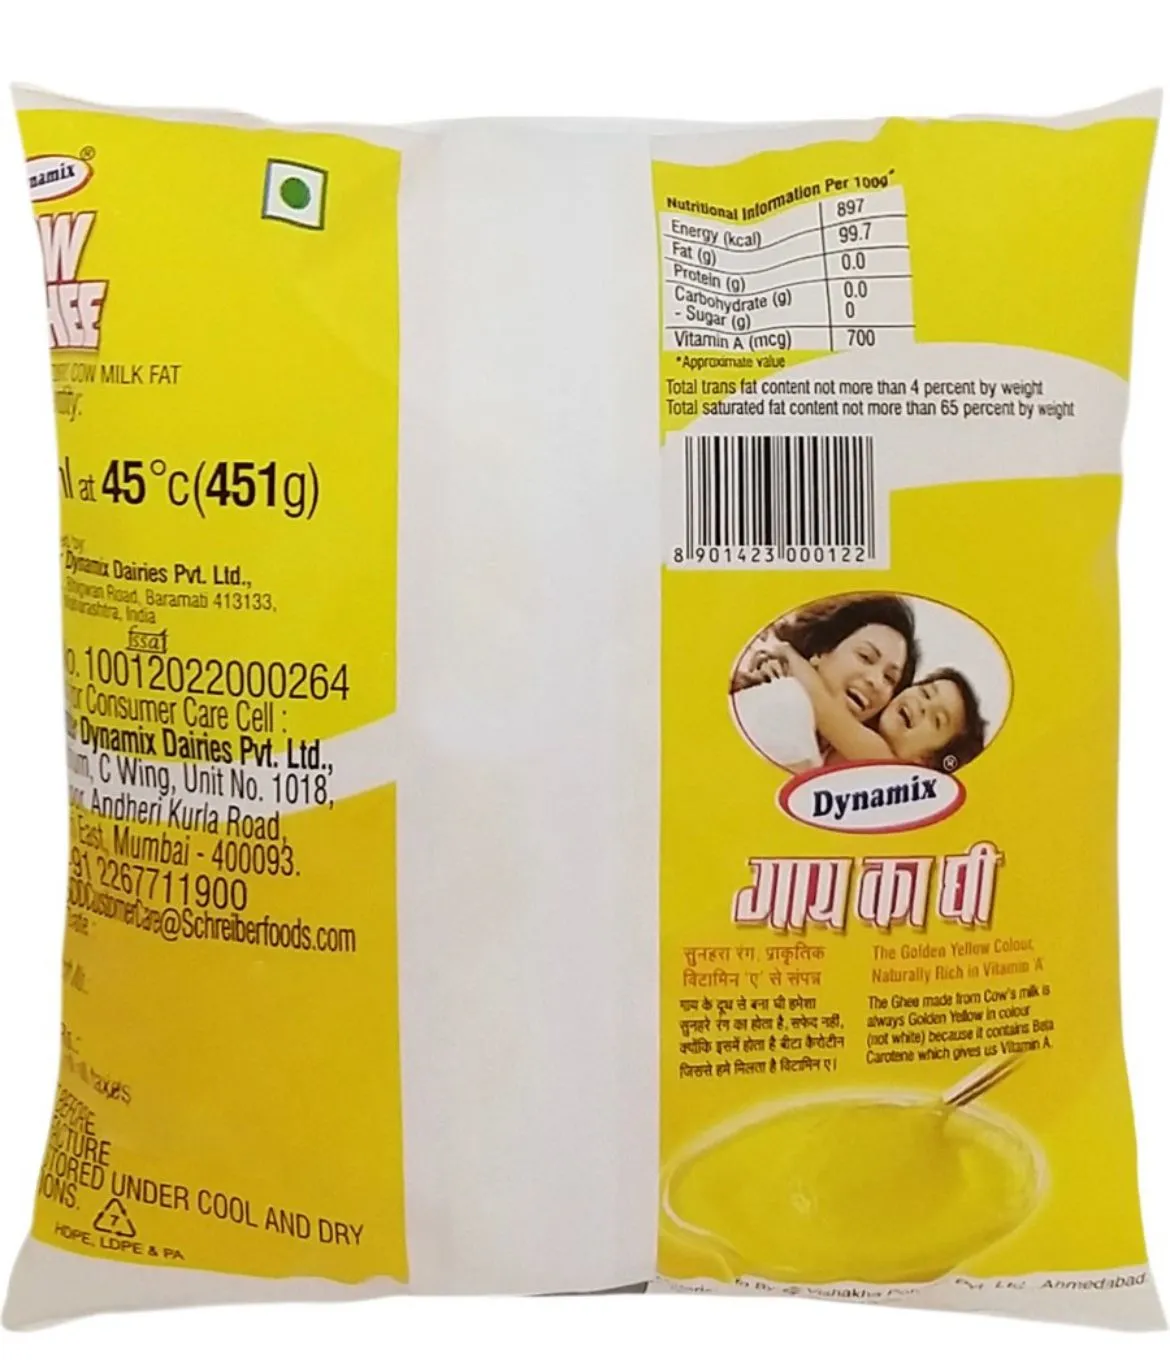 namix ®
W
HEE
COW MILK FAT
at 45°c(451g)
Dynamix Dairies Pvt. Ltd.,
Road, Baramati 413133,
India
fssai
. 10012022000264
Consumer Care Cell :
Dynamix Dairies Pvt. Ltd.,
C Wing, Unit No. 1018,
Andheri Kurla Road,
East, Mumbai - 400093.
91 2267711900
CustomerCare@Schreiberfoods.com
taxes
TORED UNDER COOL AND DRY
IONS.
7
HDPE, LDPE & PA
Nutritional Information Per 100g*
Energy (kcal) 897
Fat (g) 99.7
Protein (g) 0.0
Carbohydrate (g) 0.0
- Sugar (g) 0
Vitamin A (mcg) 700
*Approximate value
Total trans fat content not more than 4 percent by weight
Total saturated fat content not more than 65 percent by weight
8 901423 000122
Dynamix ®
गाय का घी
सुनहरा रंग, प्राकृतिक
विटामिन 'ए' से संपन्न
गाय के दूध से बना घी हमेशा
सुनहरे रंग का होता है, सफेद नहीं,
क्योंकि इसमें होता है बीटा कैरोटीन
जिससे हमे मिलता है विटामिन ए।
The Golden Yellow Colour,
Naturally Rich in Vitamin 'A'
The Ghee made from Cow's milk is
always Golden Yellow in colour
(not white) because it contains Beta
Carotene which gives us Vitamin A.
By Vishakha Pvt. Ltd. Ahmedabad